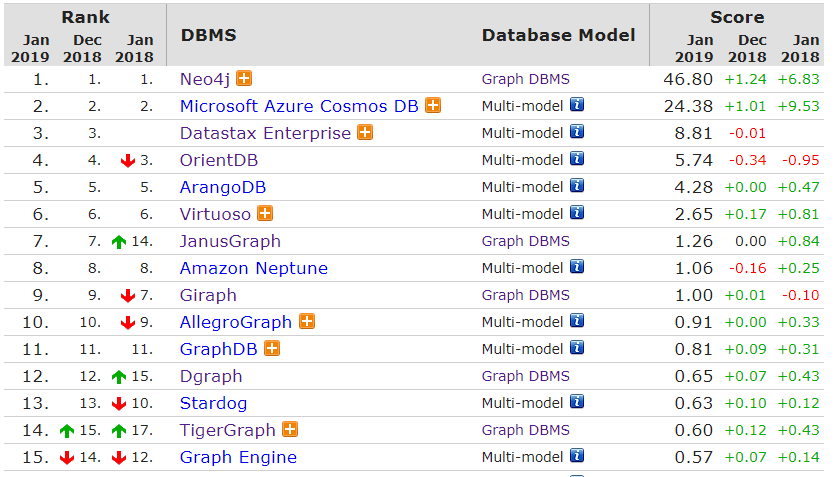 Rank Score
Jan Dec Jan DBMS Database Model Jan Dec Jan
2019 2018 2018 2019 2018 2018
1. 1. 1. Neo4j Graph DBMS 46.80 +1.24 +6.83
2. 2. 2. Microsoft Azure Cosmos DB Multi-model i 24.38 +1.01 +9.53
3. 3. Datastax Enterprise Multi-model i 8.81 -0.01
4. 4. 3. OrientDB Multi-model i 5.74 -0.34 -0.95
5. 5. 5. ArangoDB Multi-model i 4.28 +0.00 +0.47
6. 6. 6. Virtuoso Multi-model i 2.65 +0.17 +0.81
7. 7. 14. JanusGraph Graph DBMS 1.26 0.00 +0.84
8. 8. 8. Amazon Neptune Multi-model i 1.06 -0.16 +0.25
9. 9. 7. Giraph Graph DBMS 1.00 +0.01 -0.10
10. 10. 9. AllegroGraph Multi-model i 0.91 +0.00 +0.33
11. 11. 11. GraphDB Multi-model i 0.81 +0.09 +0.31
12. 12. 15. Dgraph Graph DBMS 0.65 +0.07 +0.43
13. 13. 10. Stardog Multi-model i 0.63 +0.10 +0.12
14. 15. 17. TigerGraph Graph DBMS 0.60 +0.12 +0.43
15. 14. 12. Graph Engine Multi-model i 0.57 +0.07 +0.14